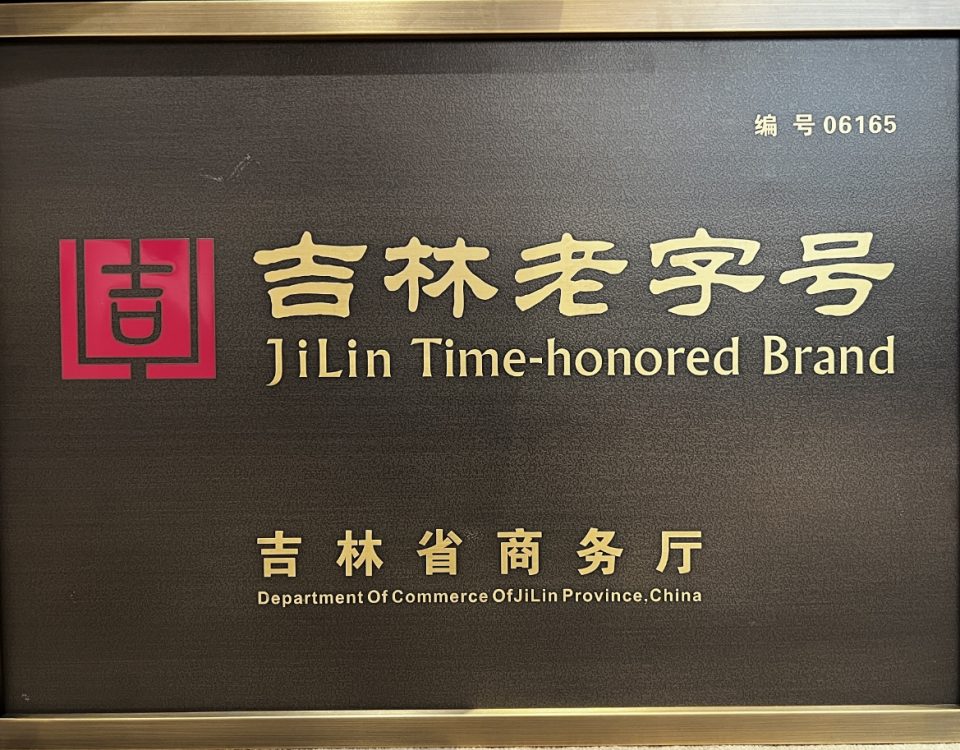 编 号 06165
吉
吉林老字号
JiLin Time-honored Brand
吉林省商务厅
Department Of Commerce OfJiLin Province,China